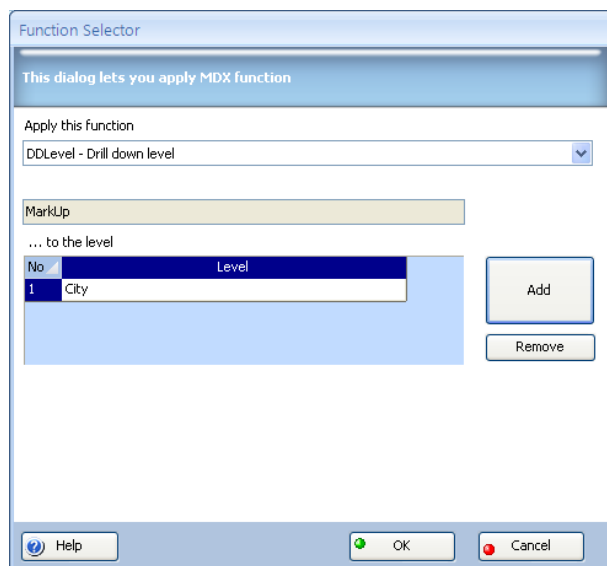 Function Selector
This dialog lets you apply MDX function
Apply this function
DDLevel - Drill down level
MarkUp
... to the level
No Level
1 City
Add
Remove
Help OK Cancel